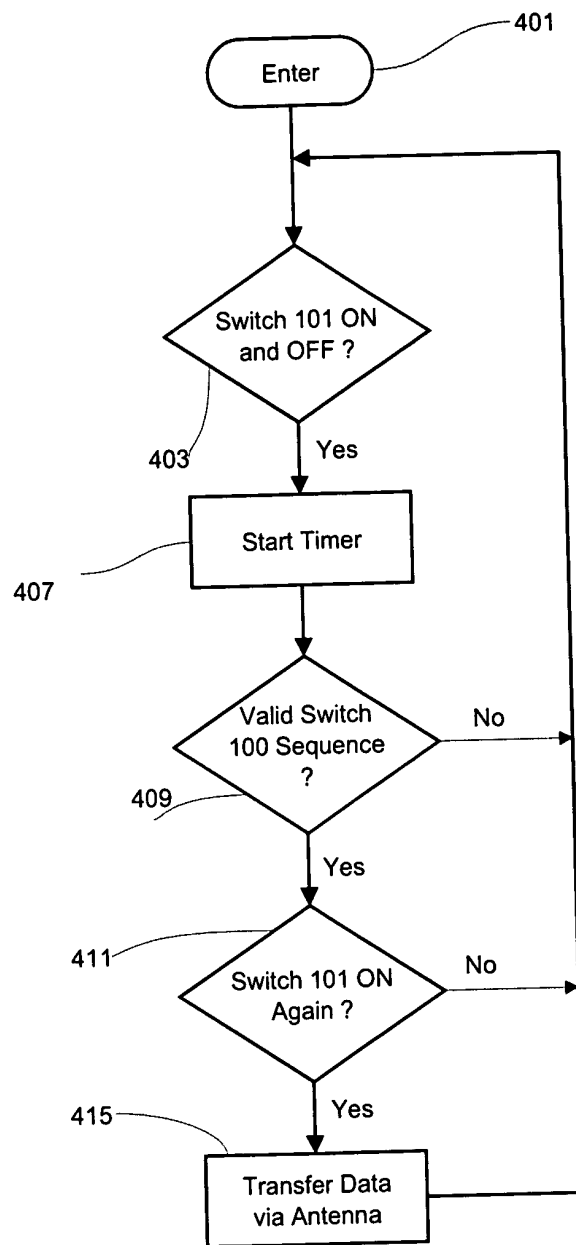 401
Enter
Switch 101 ON
and OFF ?
403
Yes
Start Timer
407
Valid Switch
100 Sequence
?
No
409
Yes
411
Switch 101 ON
Again ?
No
Yes
415
Transfer Data
via Antenna